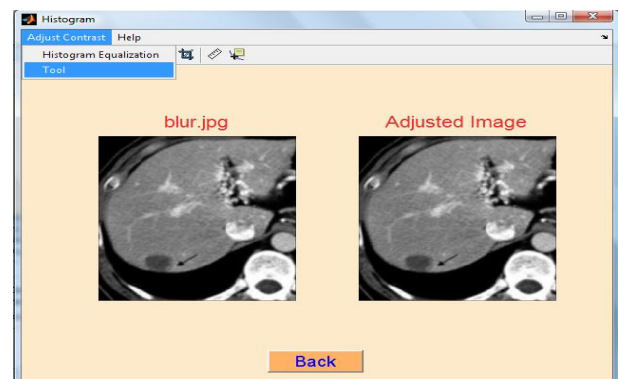 Histogram
Adjust Contrast Help
Histogram Equalization
Tool
blur.jpg Adjusted Image
Back